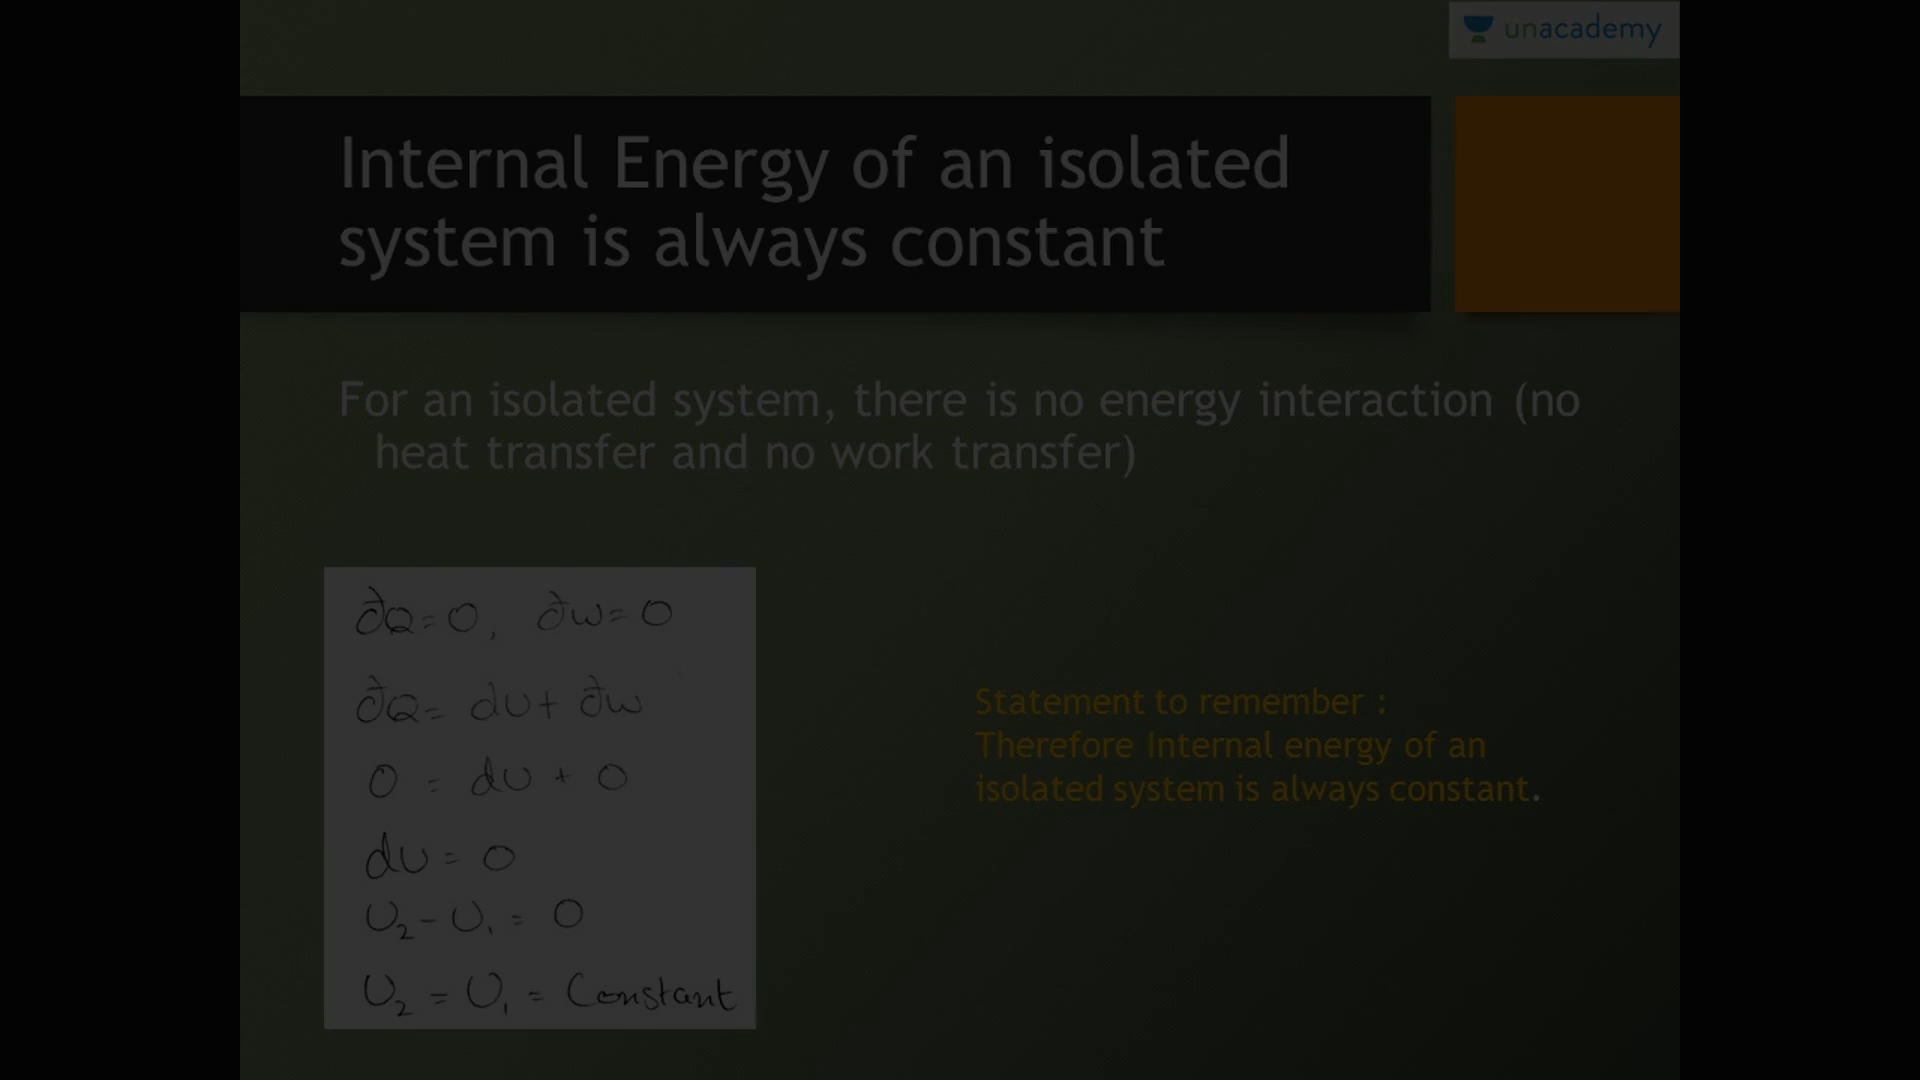 unacademy
Internal Energy of an isolated
system is always constant
For an isolated system, there is no energy interaction (no
heat transfer and no work transfer)
∂Q=0, ∂W=0
∂Q= dU+ ∂W
0 = dU + 0
dU= 0
U₂-U₁ = 0
U₂ = U₁ = Constant
Statement to remember :
Therefore Internal energy of an
isolated system is always constant.